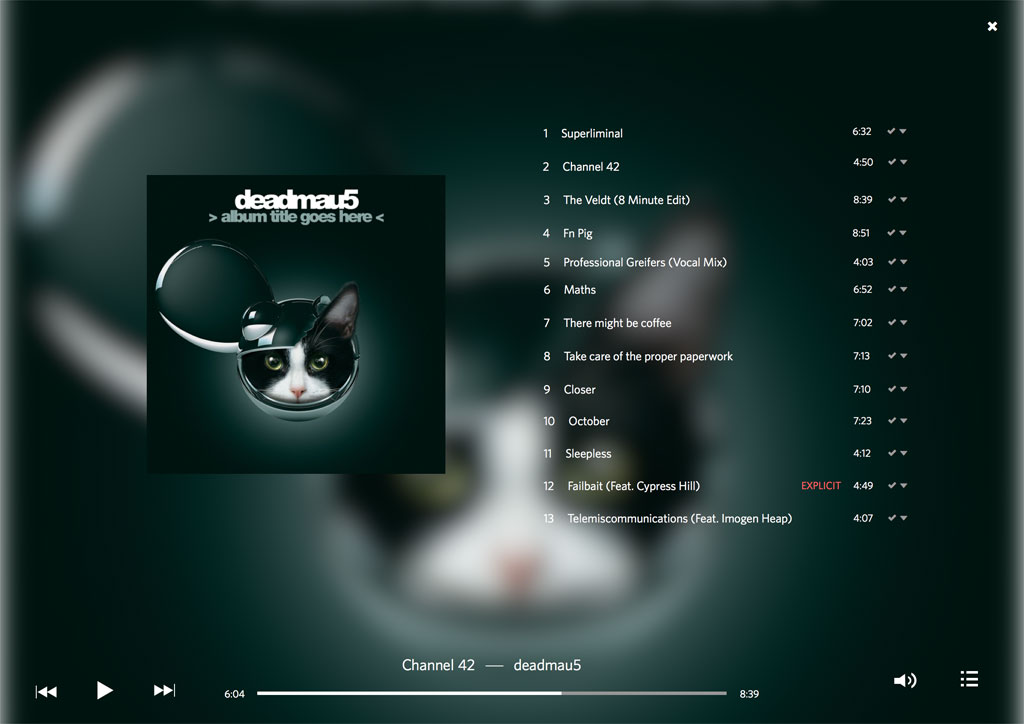 deadmau5
> album title goes here <
1 Superliminal 6:32
2 Channel 42 4:50
3 The Veldt (8 Minute Edit) 8:39
4 Fn Pig 8:51
5 Professional Greifers (Vocal Mix) 4:03
6 Maths 6:52
7 There might be coffee 7:02
8 Take care of the proper paperwork 7:13
9 Closer 7:10
10 October 7:23
11 Sleepless 4:12
12 Failbait (Feat. Cypress Hill) EXPLICIT 4:49
13 Telemiscommunications (Feat. Imogen Heap) 4:07
Channel 42 — deadmau5
6:04 8:39